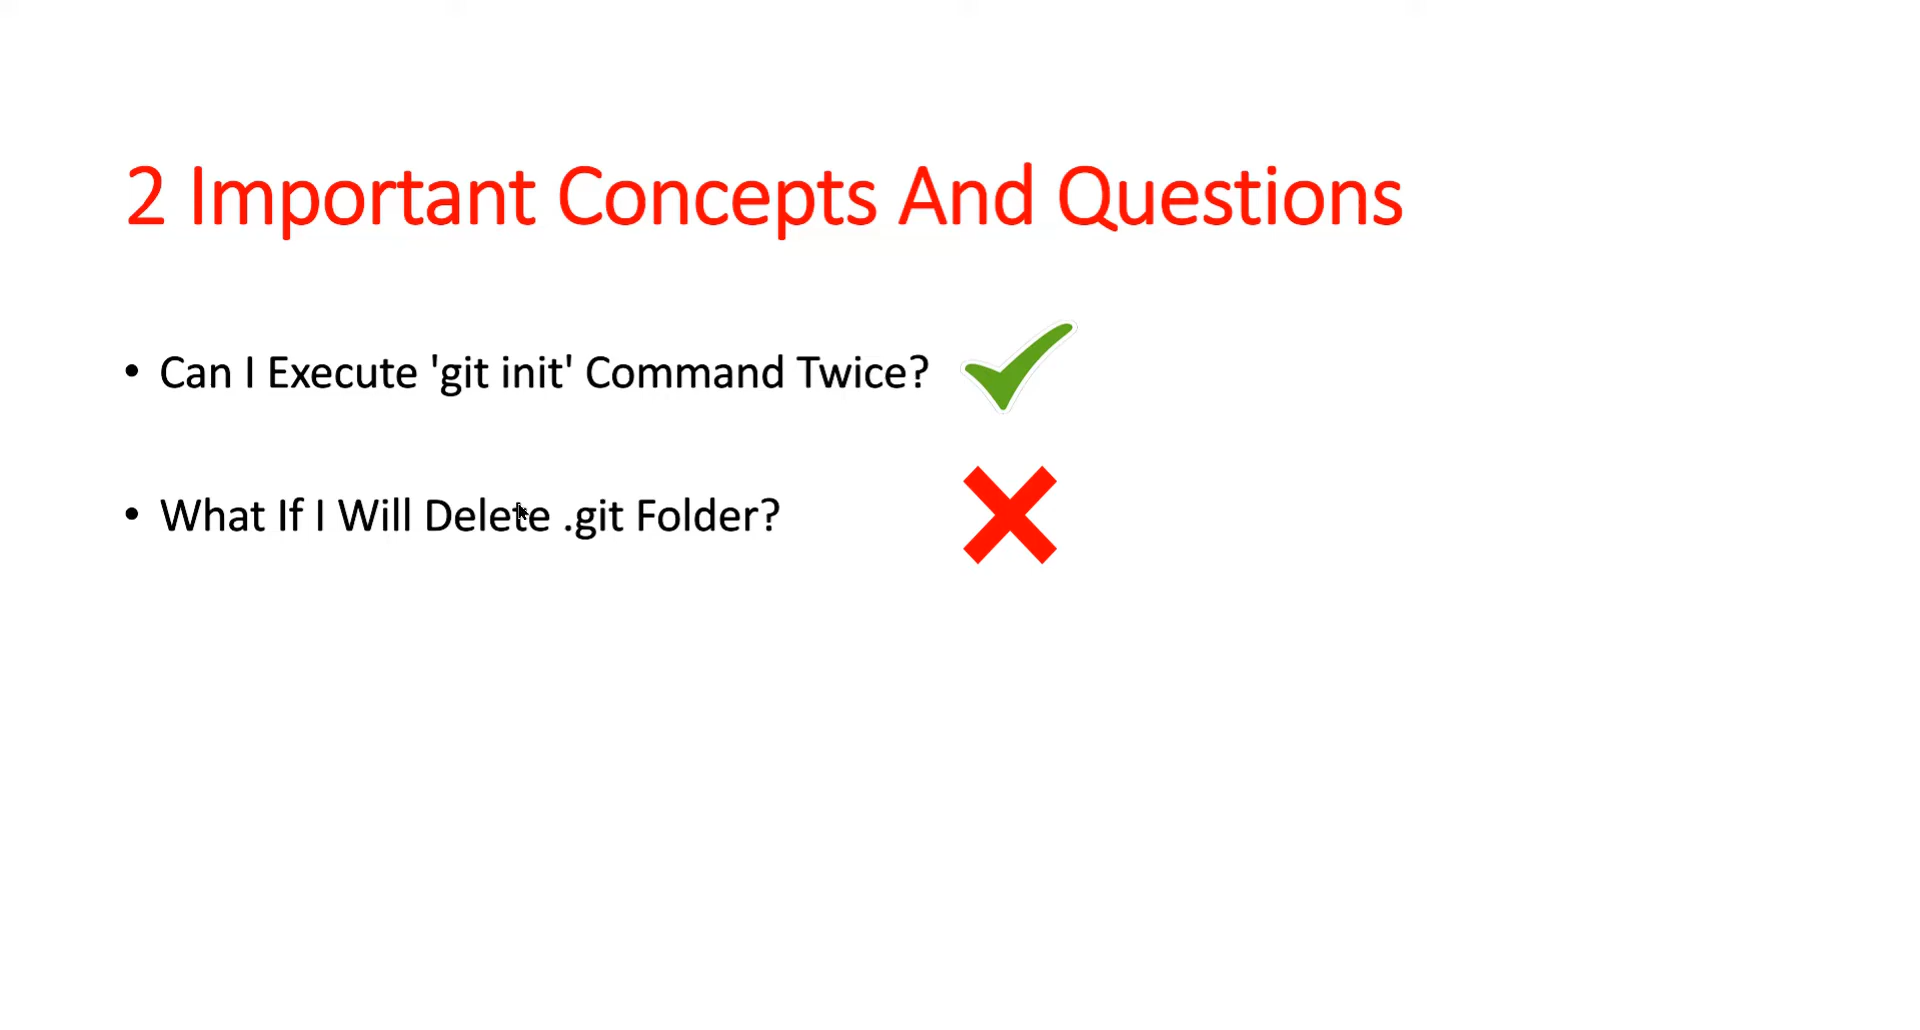 2 Important Concepts And Questions
• Can I Execute 'git init' Command Twice?
• What If I Will Delete .git Folder?